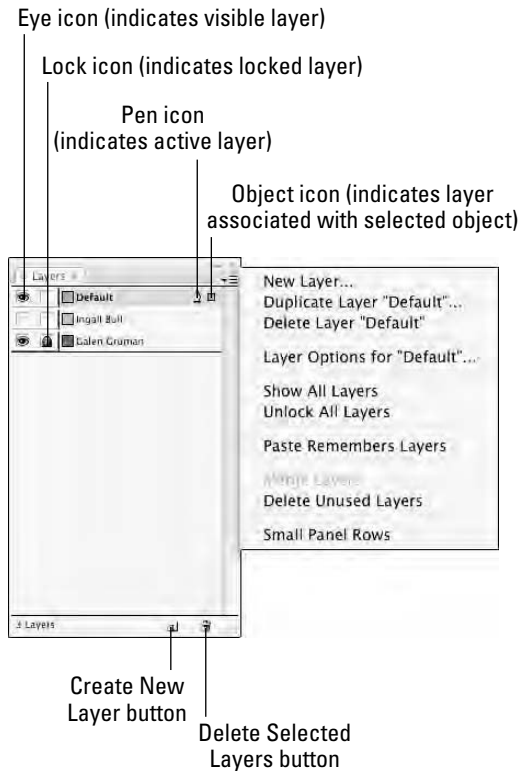 Eye icon (indicates visible layer)
Lock icon (indicates locked layer)
Pen icon
(indicates active layer)
Object icon (indicates layer
associated with selected object)
Layers
Default
Ingall Bull
Galen Gruman
3 Layers
New Layer...
Duplicate Layer "Default"...
Delete Layer "Default"
Layer Options for "Default"...
Show All Layers
Unlock All Layers
Paste Remembers Layers
Merge Layers
Delete Unused Layers
Small Panel Rows
Create New
Layer button
Delete Selected
Layers button